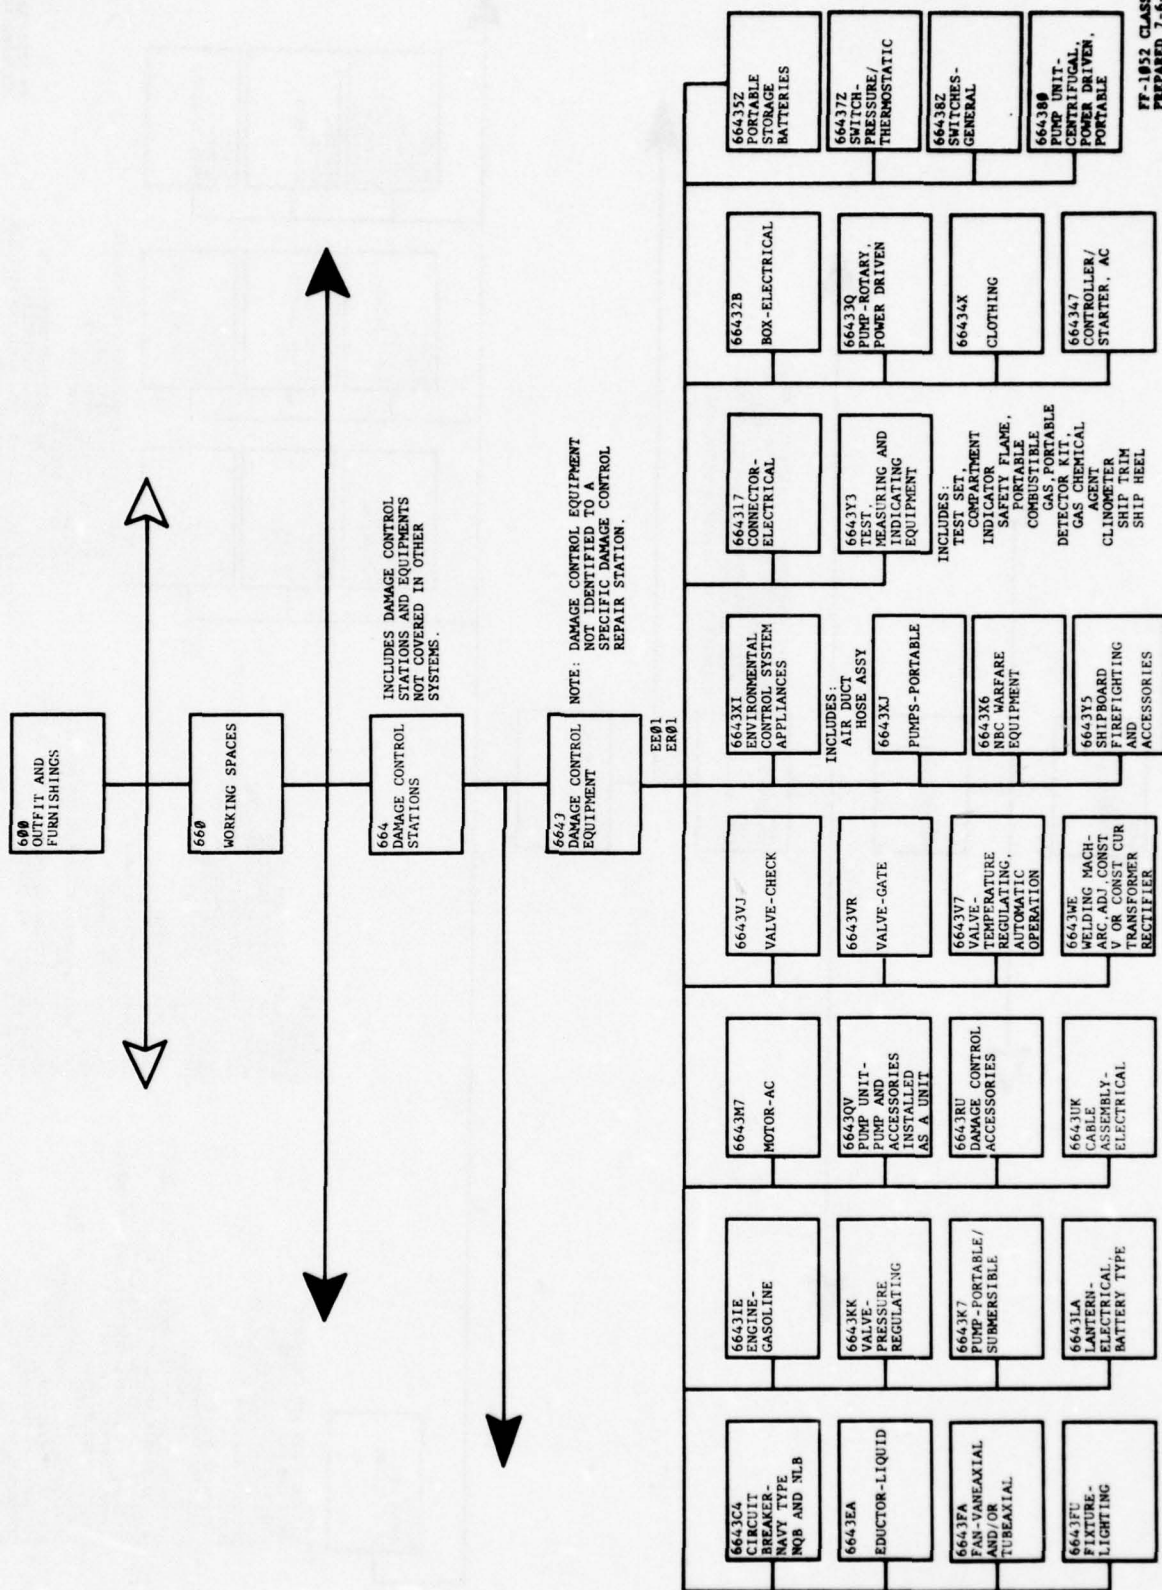 600
OUTFIT AND
FURNISHINGS
660
WORKING SPACES
664
DAMAGE CONTROL
STATIONS
INCLUDES DAMAGE CONTROL
STATIONS AND EQUIPMENTS
NOT COVERED IN OTHER
SYSTEMS.
6643
DAMAGE CONTROL
EQUIPMENT
NOTE: DAMAGE CONTROL EQUIPMENT
NOT IDENTIFIED TO A
SPECIFIC DAMAGE CONTROL
REPAIR STATION.
EEØ1
ERØ1
6643C4
CIRCUIT
BREAKER-
NAVY TYPE
NQB AND NLB
6643EA
EDUCTOR-LIQUID
6643FA
FAN-VANEAXIAL
AND/OR
TUBEAXIAL
6643FU
FIXTURE-
LIGHTING
6643IE
ENGINE-
GASOLINE
6643KK
VALVE-
PRESSURE
REGULATING
6643K7
PUMP-PORTABLE/
SUBMERSIBLE
6643LA
LANTERN-
ELECTRICAL,
BATTERY TYPE
6643M7
MOTOR-AC
6643QV
PUMP UNIT-
PUMP AND
ACCESSORIES
INSTALLED
AS A UNIT
6643RU
DAMAGE CONTROL
ACCESSORIES
6643UK
CABLE
ASSEMBLY-
ELECTRICAL
6643VJ
VALVE-CHECK
6643VR
VALVE-GATE
6643V7
VALVE-
TEMPERATURE
REGULATING,
AUTOMATIC
OPERATION
6643WE
WELDING MACH-
ARC,ADJ,CONST
V OR CONST CUR
TRANSFORMER
RECTIFIER
6643XI
ENVIRONMENTAL
CONTROL SYSTEM
APPLIANCES
INCLUDES:
AIR DUCT
HOSE ASSY
6643XJ
PUMPS-PORTABLE
6643X6
NBC WARFARE
EQUIPMENT
6643Y5
SHIPBOARD
FIREFIGHTING
AND
ACCESSORIES
664317
CONNECTOR-
ELECTRICAL
6643Y3
TEST,
MEASURING AND
INDICATING
EQUIPMENT
INCLUDES:
TEST SET,
COMPARTMENT
INDICATOR
SAFETY FLAME,
PORTABLE
COMBUSTIBLE
GAS,PORTABLE
DETECTOR KIT,
GAS CHEMICAL
AGENT
CLINOMETER
SHIP TRIM
SHIP HEEL
66432B
BOX-ELECTRICAL
66433Q
PUMP-ROTARY,
POWER DRIVEN
66434X
CLOTHING
664347
CONTROLLER/
STARTER, AC
66435Z
PORTABLE
STORAGE
BATTERIES
66437Z
SWITCH-
PRESSURE/
THERMOSTATIC
66438Z
SWITCHES-
GENERAL
664380
PUMP UNIT-
CENTRIFUGAL,
POWER DRIVEN,
PORTABLE
FF-1052 CLASS
PREPARED